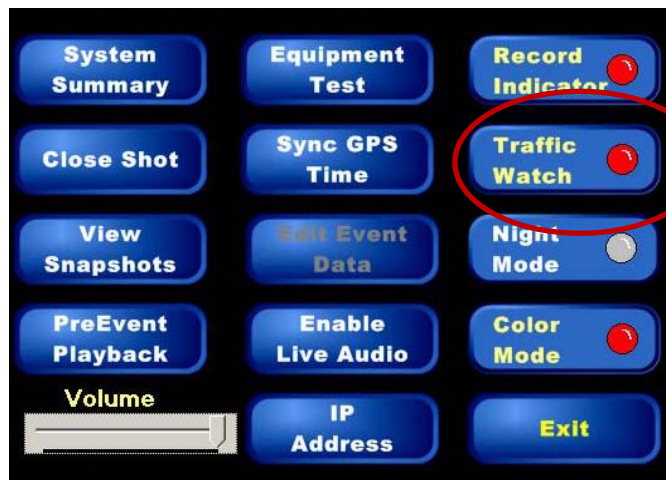 System
Summary
Equipment
Test
Record
Indicator
Close Shot
Sync GPS
Time
Traffic
Watch
View
Snapshots
Edit Event
Data
Night
Mode
PreEvent
Playback
Enable
Live Audio
Color
Mode
Volume
IP
Address
Exit